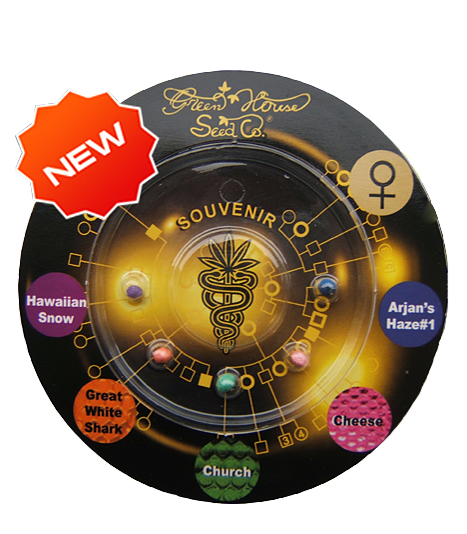 Green House
Seed Co.®
NEW
SOUVENIR
Hawaiian
Snow
Arjan's
Haze#1
Great
White
Shark
Cheese
Church
3 4